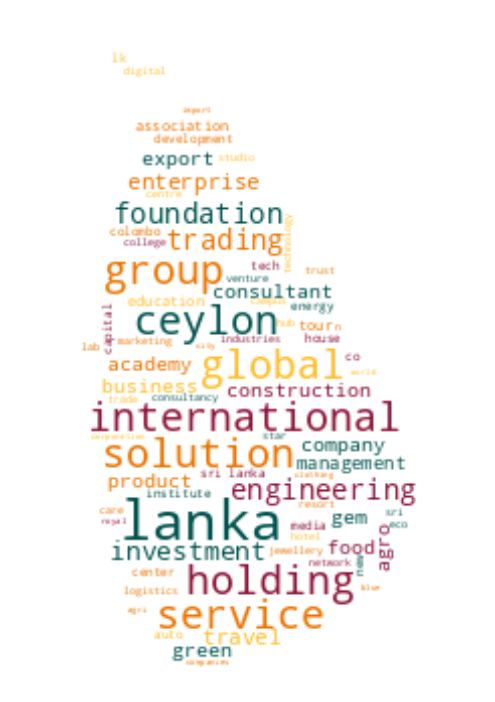 lk
digital
import
association
development
export studio
enterprise
centre
foundation
colombo trading technology
college
group tech trust
venture
consultant energy
education campus
ceylon hub tour
capital marketing industries house
lab city co
academy global world
business construction
trade consultancy
international
corporation star
solution company
management
sri lanka clothing
product engineering
institute resort
care lanka gem sri
royal media eco
hotel agro
investment jewellery food
network new
center holding
logistics blue
agri service
auto travel
green
companies